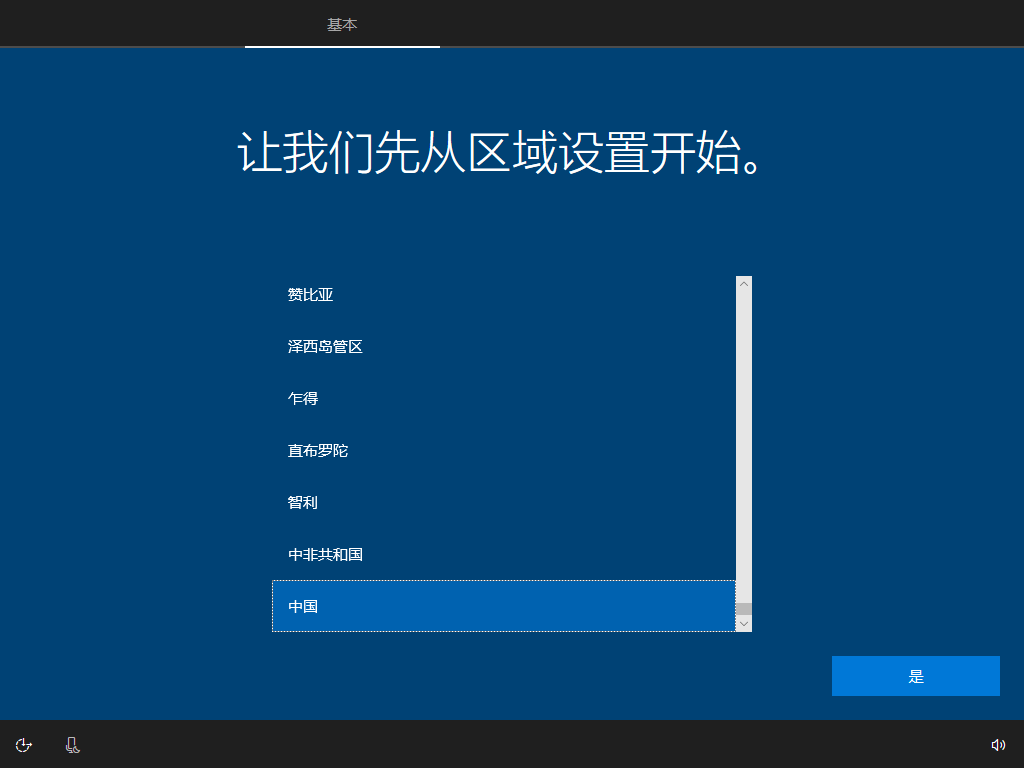 基本
让我们先从区域设置开始。
赞比亚
泽西岛管区
乍得
直布罗陀
智利
中非共和国
中国
是